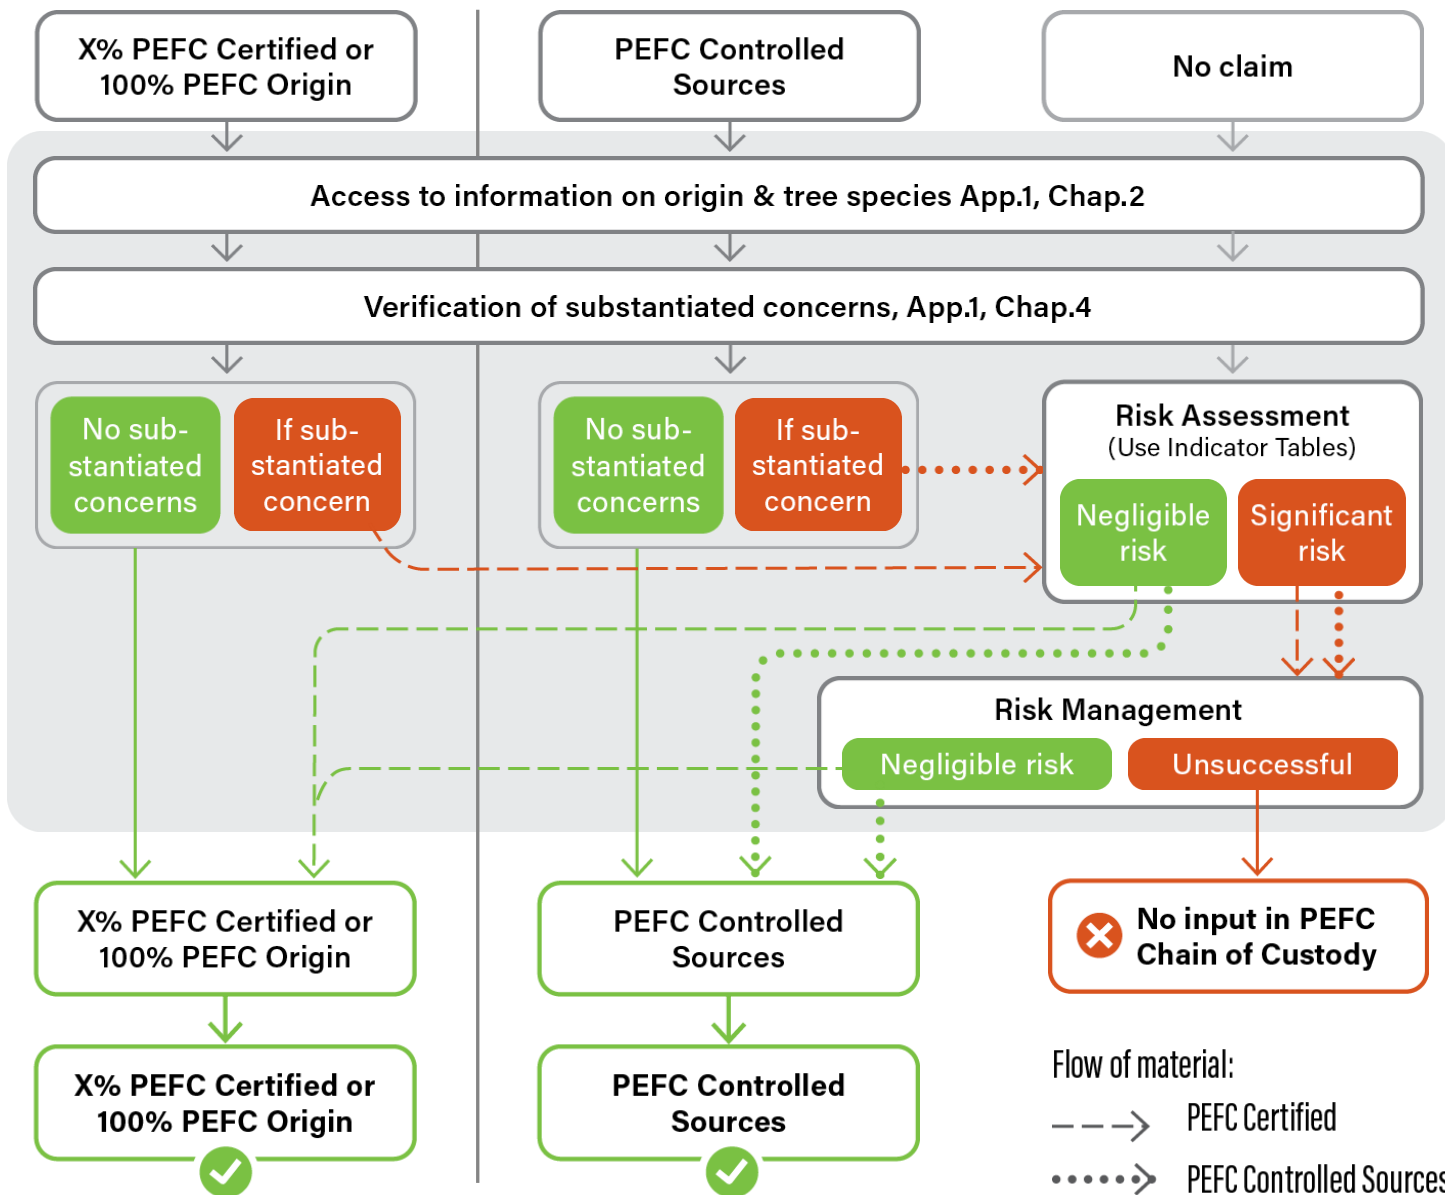 X% PEFC Certified or
100% PEFC Origin
PEFC Controlled
Sources
No claim
Access to information on origin & tree species App.1, Chap.2
Verification of substantiated concerns, App.1, Chap.4
No sub-
stantiated
concerns
If sub-
stantiated
concern
No sub-
stantiated
concerns
If sub-
stantiated
concern
Risk Assessment
(Use Indicator Tables)
Negligible
risk
Significant
risk
Risk Management
Negligible risk
Unsuccessful
X% PEFC Certified or
100% PEFC Origin
PEFC Controlled
Sources
No input in PEFC
Chain of Custody
X% PEFC Certified or
100% PEFC Origin
PEFC Controlled
Sources
Flow of material:
PEFC Certified
PEFC Controlled Sources